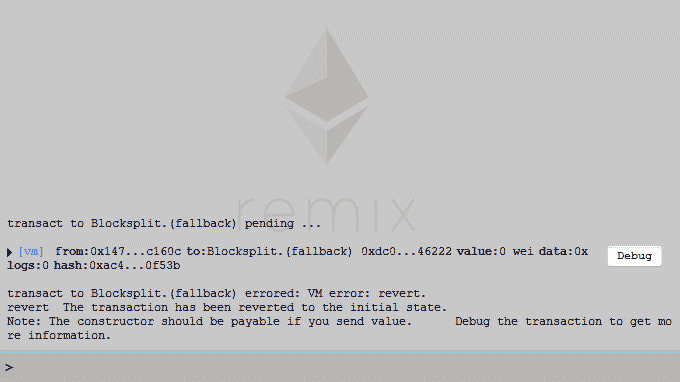 remix
transact to Blocksplit.(fallback) pending ...
[vm] from:0x147...c160c to:Blocksplit.(fallback) 0xdc0...46222 value:0 wei data:0x
logs:0 hash:0xac4...0f53b
Debug
transact to Blocksplit.(fallback) errored: VM error: revert.
revert The transaction has been reverted to the initial state.
Note: The constructor should be payable if you send value. Debug the transaction to get mo
re information.
>